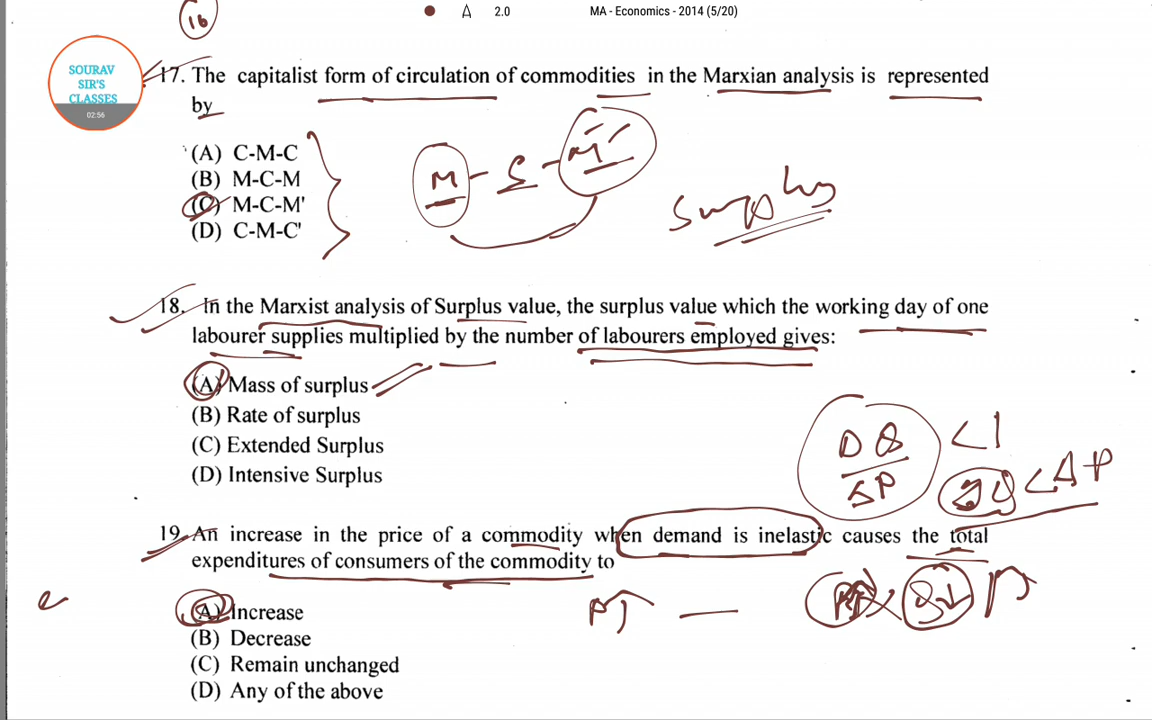 16
A 2.0 MA - Economics - 2014 (5/20)
SOURAV
SIR'S
CLASSES
02:56
17. The capitalist form of circulation of commodities in the Marxian analysis is represented
by
(A) C-M-C
(B) M-C-M
(C) M-C-M'
(D) C-M-C'
M - C - M'
Surplus
18. In the Marxist analysis of Surplus value, the surplus value which the working day of one
labourer supplies multiplied by the number of labourers employed gives:
(A) Mass of surplus
(B) Rate of surplus
(C) Extended Surplus
(D) Intensive Surplus
< 1
< Δ P
19. An increase in the price of a commodity when demand is inelastic causes the total
expenditures of consumers of the commodity to
(A) Increase
(B) Decrease
(C) Remain unchanged
(D) Any of the above
P↑ —
e